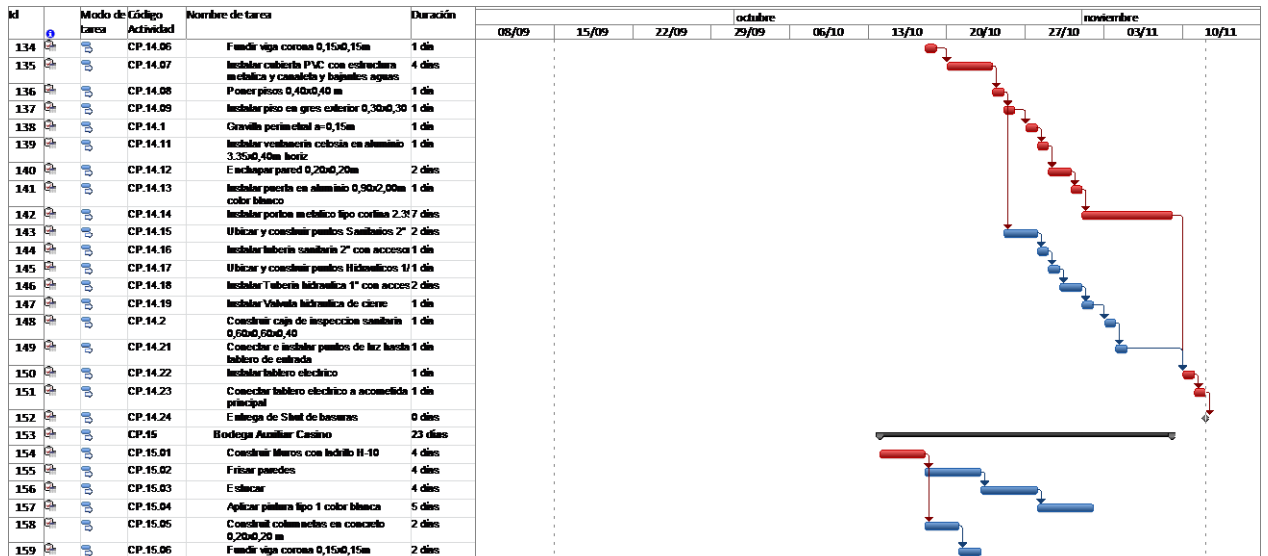 Id Modo de Código Nombre de tarea Duración octubre noviembre
tarea Actividad 08/09 15/09 22/09 29/09 06/10 13/10 20/10 27/10 03/11 10/11
134 CP.14.06 Fundir viga corona 0,15x0,15m 1 día
135 CP.14.07 Instalar cubierta PVC con estructura 4 días
metalica y canaleta y bajantes aguas
136 CP.14.08 Poner pisos 0,40x0,40 m 1 día
137 CP.14.09 Instalar piso en gres exterior 0,30x0,30 1 día
138 CP.14.1 Gravilla perimetral a=0,15m 1 día
139 CP.14.11 Instalar ventaneria celosia en aluminio 1 día
3.35x0,40m horiz
140 CP.14.12 Enchapar pared 0,20x0,20m 2 días
141 CP.14.13 Instalar puerta en aluminio 0,90x2,00m 1 día
color blanco
142 CP.14.14 Instalar porton metalico tipo cortina 2.35 7 días
143 CP.14.15 Ubicar y construir puntos Sanitarios 2" 2 días
144 CP.14.16 Instalar tuberia sanitaria 2" con accesor 1 día
145 CP.14.17 Ubicar y construir puntos Hidraulicos 1/ 1 día
146 CP.14.18 Instalar Tuberia hidraulica 1" con acces 2 días
147 CP.14.19 Instalar Valvula hidraulica de cierre 1 día
148 CP.14.2 Construir caja de inspeccion sanitaria 1 día
0,60x0,60x0,40
149 CP.14.21 Conectar e instalar puntos de luz hasta 1 día
tablero de entrada
150 CP.14.22 Instalar tablero electrico 1 día
151 CP.14.23 Conectar tablero electrico a acometida 1 día
principal
152 CP.14.24 Entrega de Shut de basuras 0 días
153 CP.15 Bodega Auxiliar Casino 23 días
154 CP.15.01 Construir Muros con ladrillo H-10 4 días
155 CP.15.02 Frisar paredes 4 días
156 CP.15.03 Estucar 4 días
157 CP.15.04 Aplicar pintura tipo 1 color blanca 5 días
158 CP.15.05 Construit columnetas en concreto 2 días
0,20x0,20 m
159 CP.15.06 Fundir viga corona 0,15x0,15m 2 días